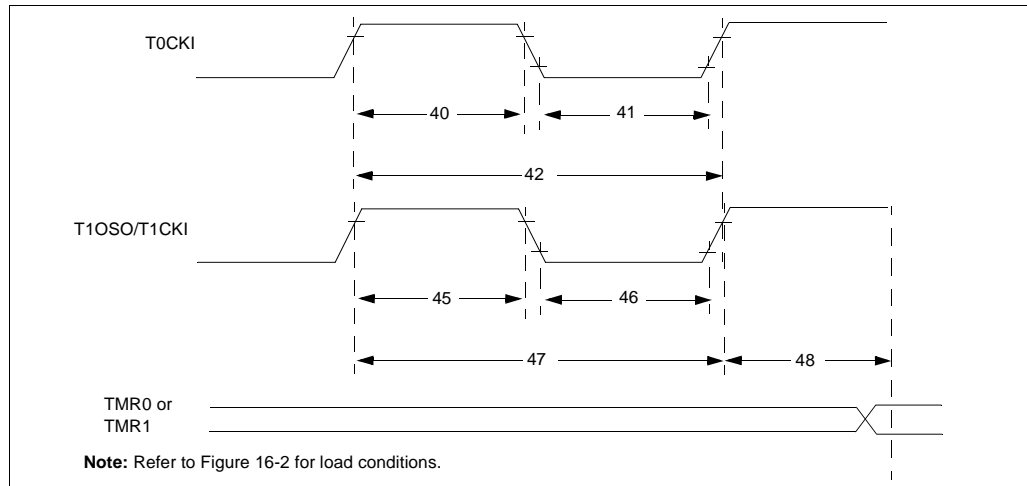 T0CKI
40
41
42
T1OSO/T1CKI
45
46
47
48
TMR0 or
TMR1
Note: Refer to Figure 16-2 for load conditions.